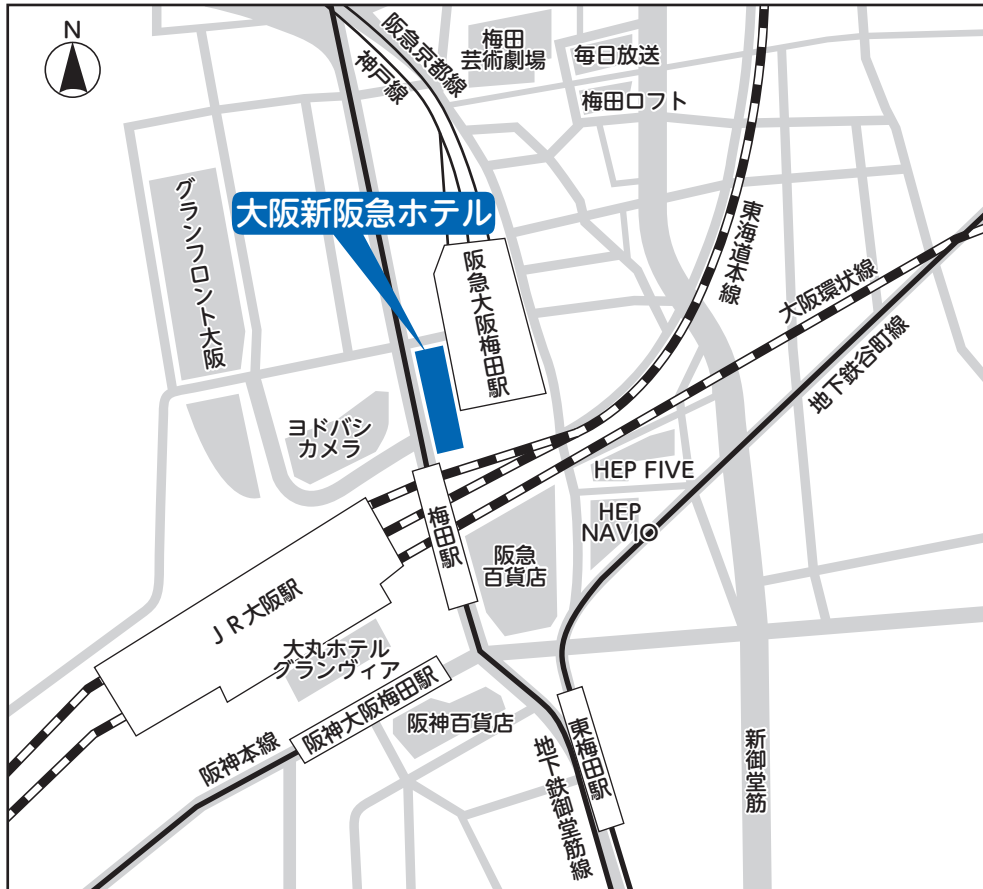 N
阪急京都線
神戸線
梅田
芸術劇場
毎日放送
梅田ロフト
グランフロント大阪
大阪新阪急ホテル
阪急大阪梅田駅
東海道本線
大阪環状線
地下鉄谷町線
ヨドバシ
カメラ
HEP FIVE
HEP
NAVIO
梅田駅
阪急
百貨店
JR大阪駅
大丸ホテル
グランヴィア
阪神大阪梅田駅
阪神百貨店
阪神本線
地下鉄御堂筋線
東梅田駅
新御堂筋